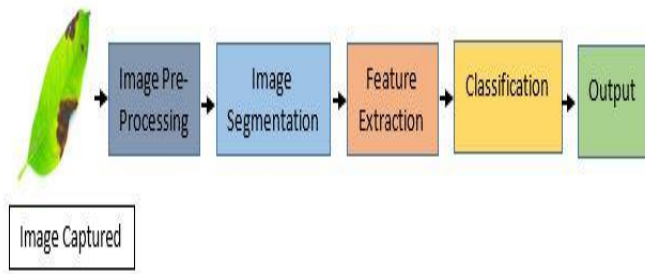 Image Pre-
Processing
Image
Segmentation
Feature
Extraction
Classification
Output
Image Captured